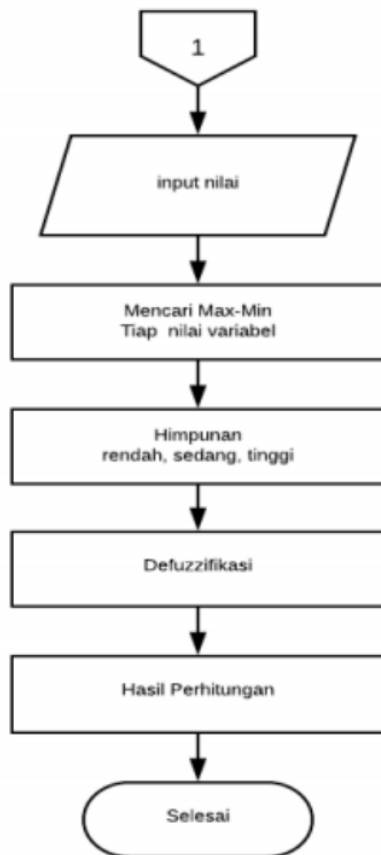 1
input nilai
Mencari Max-Min
Tiap nilai variabel
Himpunan
rendah, sedang, tinggi
Defuzzifikasi
Hasil Perhitungan
Selesai